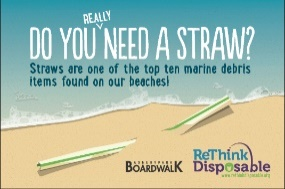 DO YOU REALLY NEED A STRAW?
Straws are one of the top ten marine debris
items found on our beaches!
BOARDWALK
ReThink
Disposable